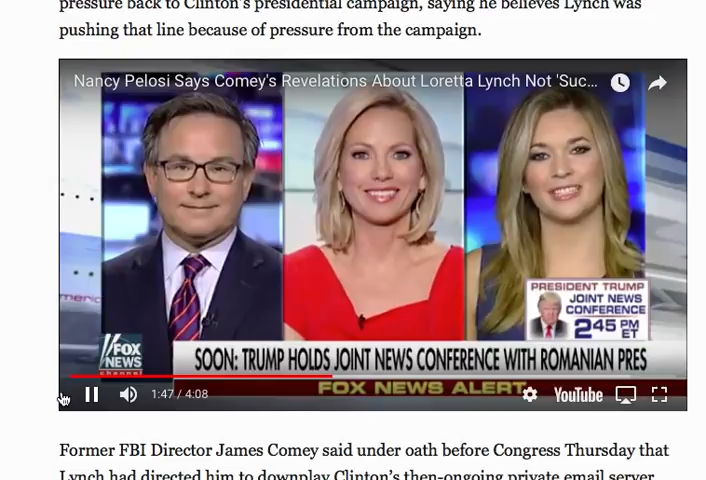 pressure back to Clinton's presidential campaign, saying he believes Lynch was
pushing that line because of pressure from the campaign.
Nancy Pelosi Says Comey's Revelations About Loretta Lynch Not 'Suc...
PRESIDENT TRUMP
JOINT NEWS
CONFERENCE
2:45 PM
ET
FOX
NEWS
channel
SOON: TRUMP HOLDS JOINT NEWS CONFERENCE WITH ROMANIAN PRES
FOX NEWS ALERT
1:47 / 4:08
YouTube
Former FBI Director James Comey said under oath before Congress Thursday that
Lynch had directed him to downplay Clinton's then-ongoing private email server